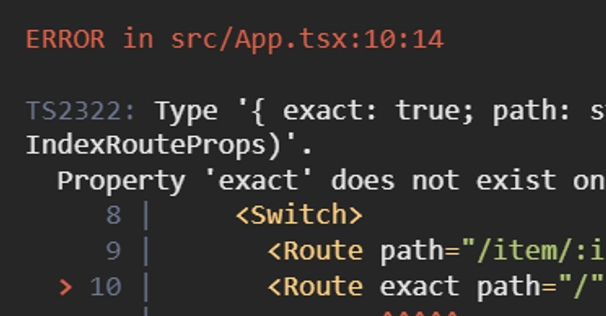 ERROR in src/App.tsx:10:14
TS2322: Type '{ exact: true; path: s
IndexRouteProps)'.
Property 'exact' does not exist on
8 | <Switch>
9 | <Route path="/item/:i
> 10 | <Route exact path="/"
| ^^^^^